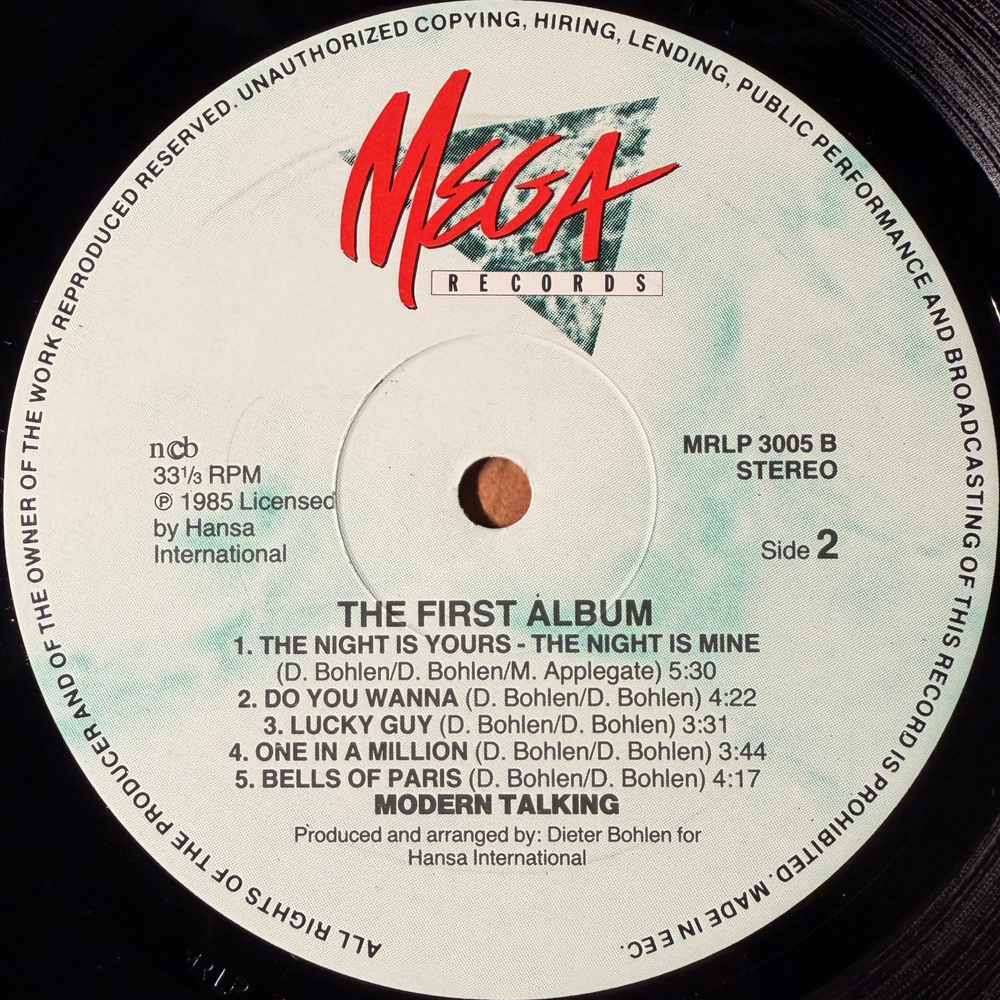 ALL RIGHTS OF THE PRODUCER AND OF THE OWNER OF THE WORK REPRODUCED RESERVED. UNAUTHORIZED COPYING, HIRING, LENDING, PUBLIC PERFORMANCE AND BROADCASTING OF THIS RECORD IS PROHIBITED. MADE IN EEC.
MEGA
RECORDS
ncb
33 1/3 RPM
℗ 1985 Licensed
by Hansa
International
MRLP 3005 B
STEREO
Side 2
THE FIRST ALBUM
1. THE NIGHT IS YOURS - THE NIGHT IS MINE
(D. Bohlen/D. Bohlen/M. Applegate) 5:30
2. DO YOU WANNA (D. Bohlen/D. Bohlen) 4:22
3. LUCKY GUY (D. Bohlen/D. Bohlen) 3:31
4. ONE IN A MILLION (D. Bohlen/D. Bohlen) 3:44
5. BELLS OF PARIS (D. Bohlen/D. Bohlen) 4:17
MODERN TALKING
Produced and arranged by: Dieter Bohlen for
Hansa International
MRLP